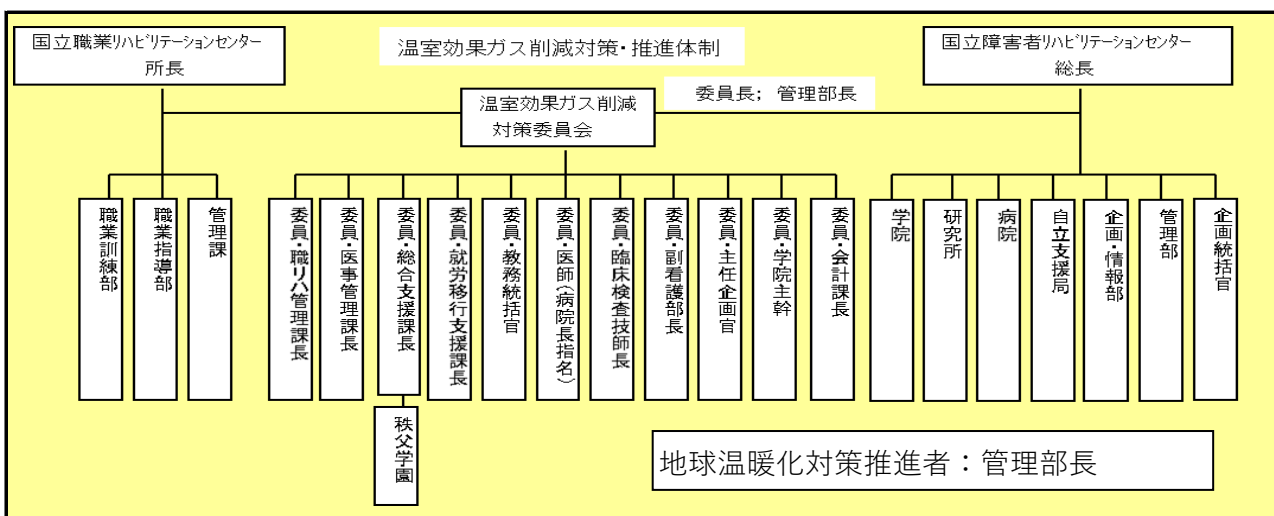 国立職業リハビリテーションセンター
所長
温室効果ガス削減対策・推進体制
国立障害者リハビリテーションセンター
総長
委員長；管理部長
温室効果ガス削減
対策委員会
職業訓練部
職業指導部
管理課
委員・職リハ管理課長
委員・医事管理課長
委員・総合支援課長
委員・就労移行支援課長
委員・教務統括官
委員・医師（病院長指名）
委員・臨床検査技師長
委員・副看護部長
委員・主任企画官
委員・学院主幹
委員・会計課長
学院
研究所
病院
自立支援局
企画・情報部
管理部
企画統括官
秩父学園
地球温暖化対策推進者：管理部長